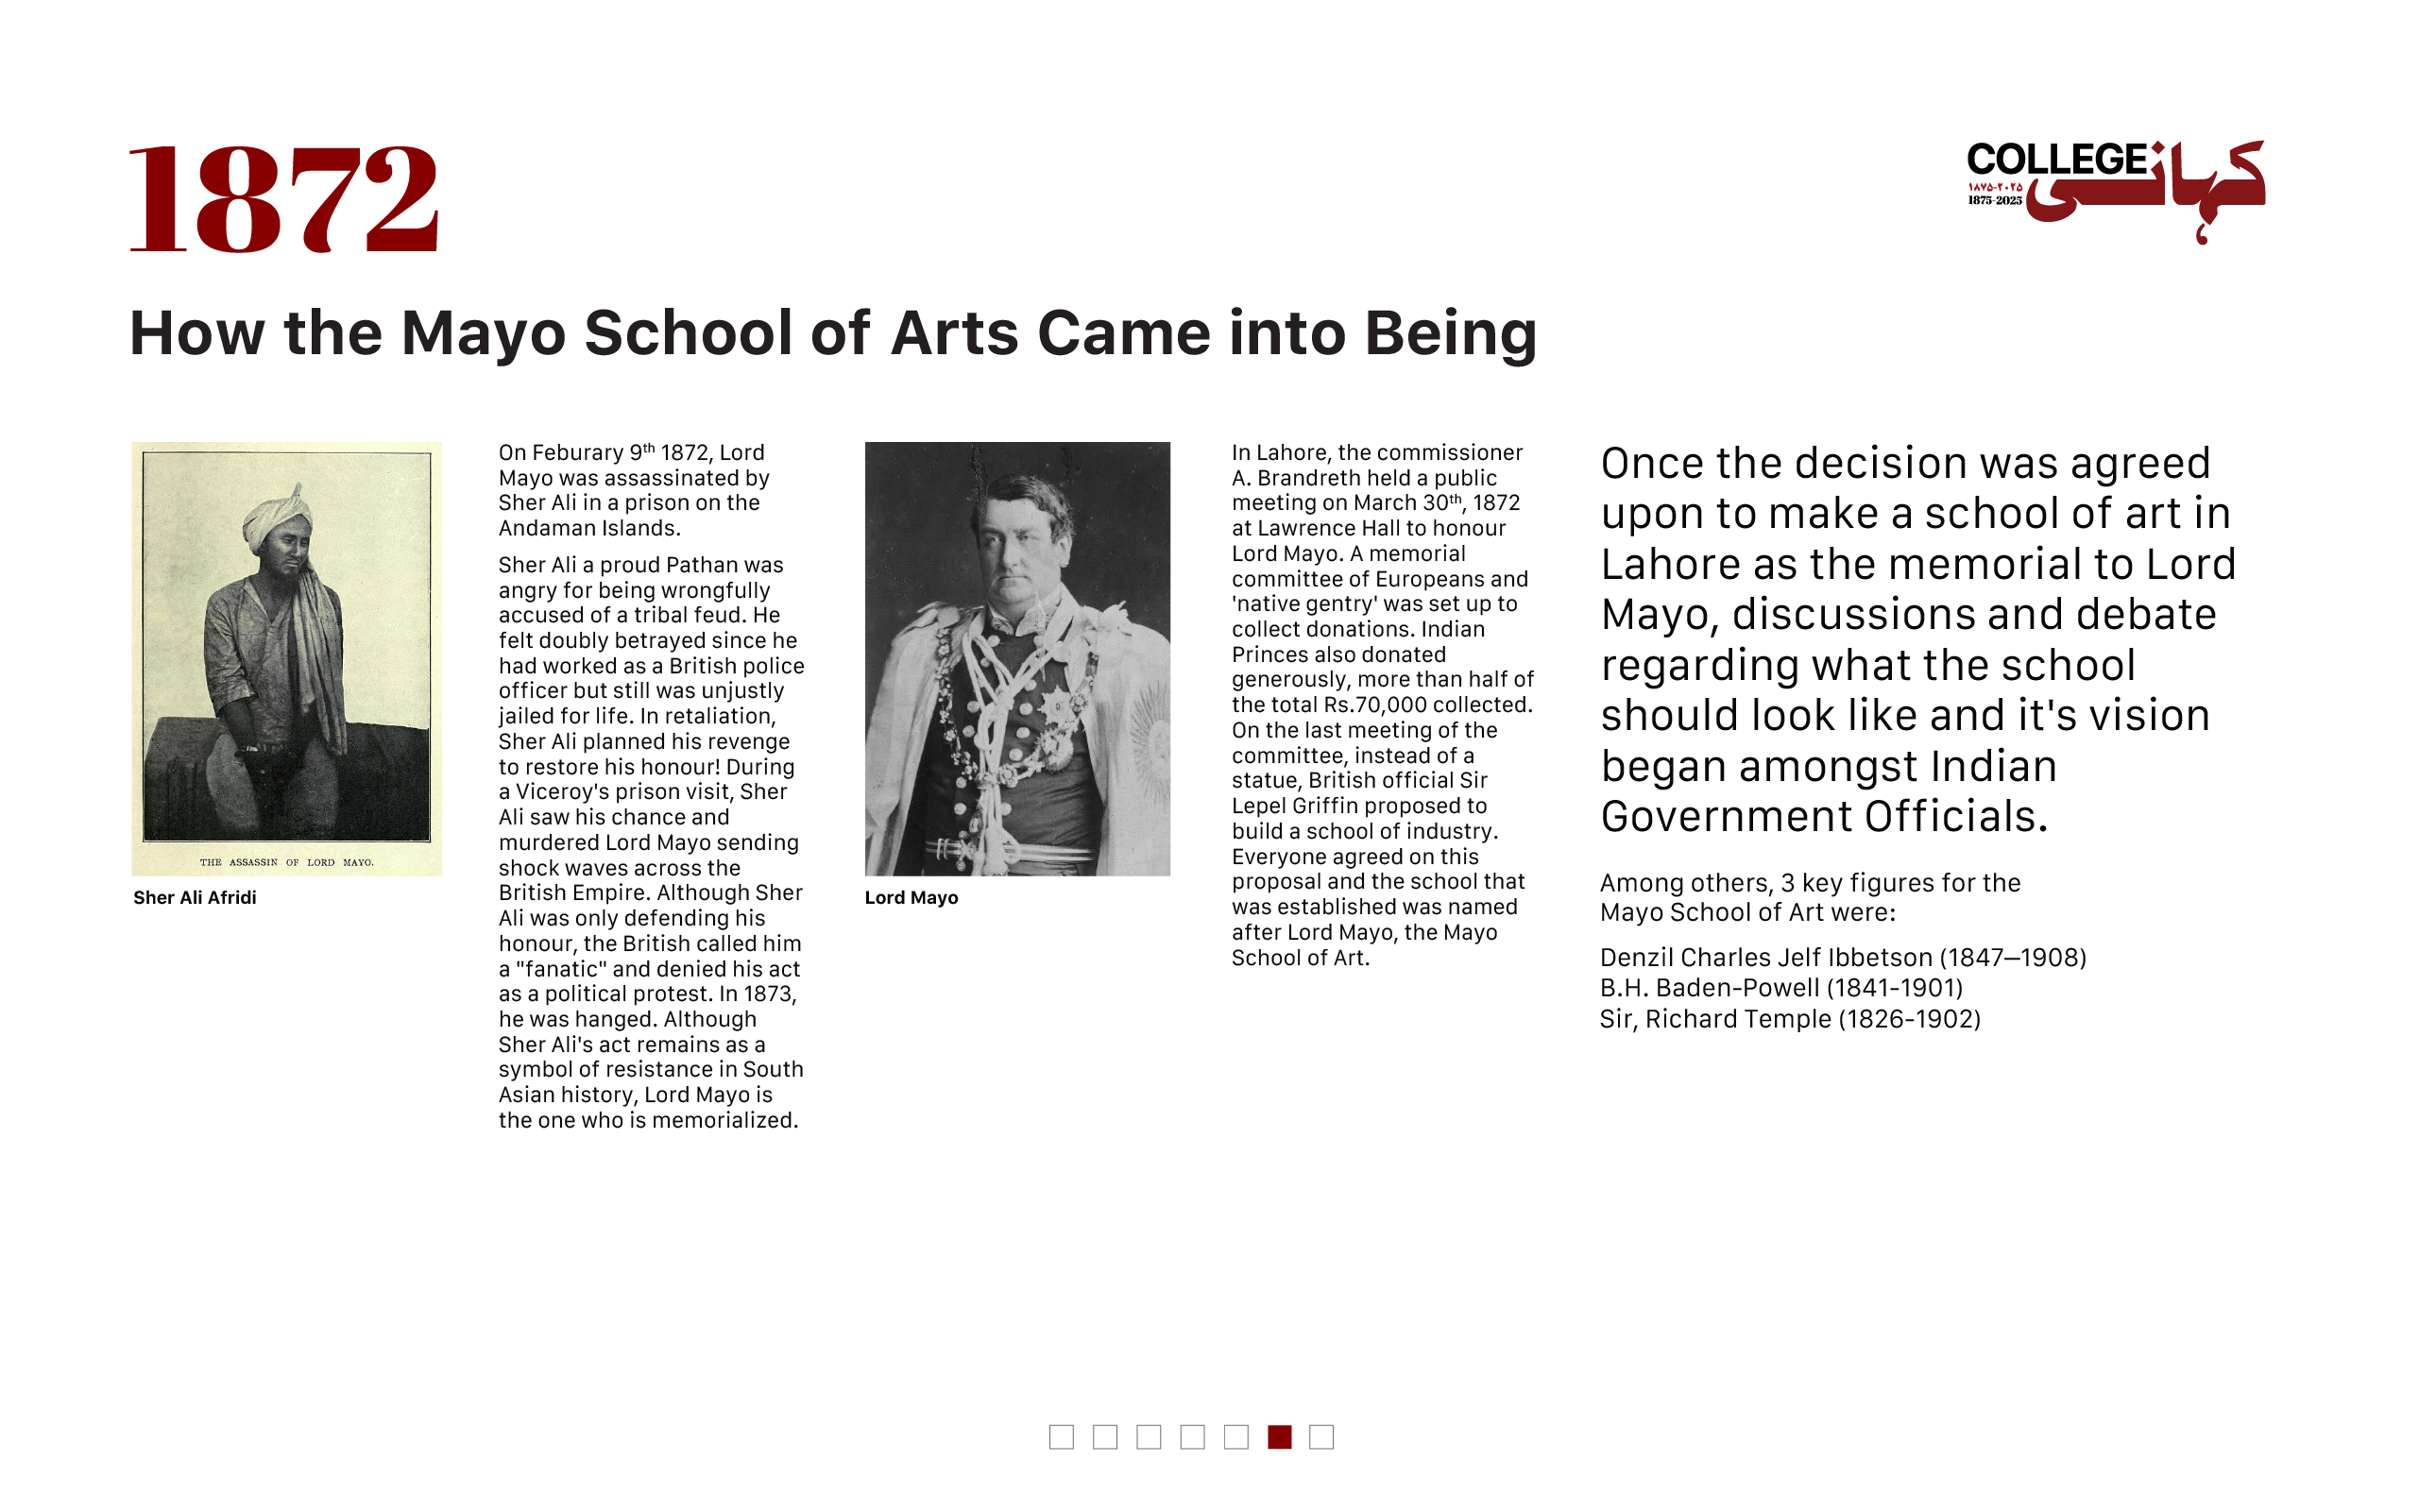 1872
COLLEGE کہانی
۱۸۷۵-۲۰۲۵
1875-2025
How the Mayo School of Arts Came into Being
THE ASSASSIN OF LORD MAYO.
Sher Ali Afridi
On Feburary 9th 1872, Lord
Mayo was assassinated by
Sher Ali in a prison on the
Andaman Islands.
Sher Ali a proud Pathan was
angry for being wrongfully
accused of a tribal feud. He
felt doubly betrayed since he
had worked as a British police
officer but still was unjustly
jailed for life. In retaliation,
Sher Ali planned his revenge
to restore his honour! During
a Viceroy's prison visit, Sher
Ali saw his chance and
murdered Lord Mayo sending
shock waves across the
British Empire. Although Sher
Ali was only defending his
honour, the British called him
a "fanatic" and denied his act
as a political protest. In 1873,
he was hanged. Although
Sher Ali's act remains as a
symbol of resistance in South
Asian history, Lord Mayo is
the one who is memorialized.
Lord Mayo
In Lahore, the commissioner
A. Brandreth held a public
meeting on March 30th, 1872
at Lawrence Hall to honour
Lord Mayo. A memorial
committee of Europeans and
'native gentry' was set up to
collect donations. Indian
Princes also donated
generously, more than half of
the total Rs.70,000 collected.
On the last meeting of the
committee, instead of a
statue, British official Sir
Lepel Griffin proposed to
build a school of industry.
Everyone agreed on this
proposal and the school that
was established was named
after Lord Mayo, the Mayo
School of Art.
Once the decision was agreed
upon to make a school of art in
Lahore as the memorial to Lord
Mayo, discussions and debate
regarding what the school
should look like and it's vision
began amongst Indian
Government Officials.
Among others, 3 key figures for the
Mayo School of Art were:
Denzil Charles Jelf Ibbetson (1847–1908)
B.H. Baden-Powell (1841-1901)
Sir, Richard Temple (1826-1902)